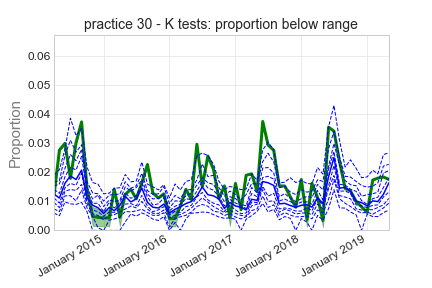 practice 30 - K tests: proportion below range
Proportion
0.06
0.05
0.04
0.03
0.02
0.01
0.00
January 2015
January 2016
January 2017
January 2018
January 2019